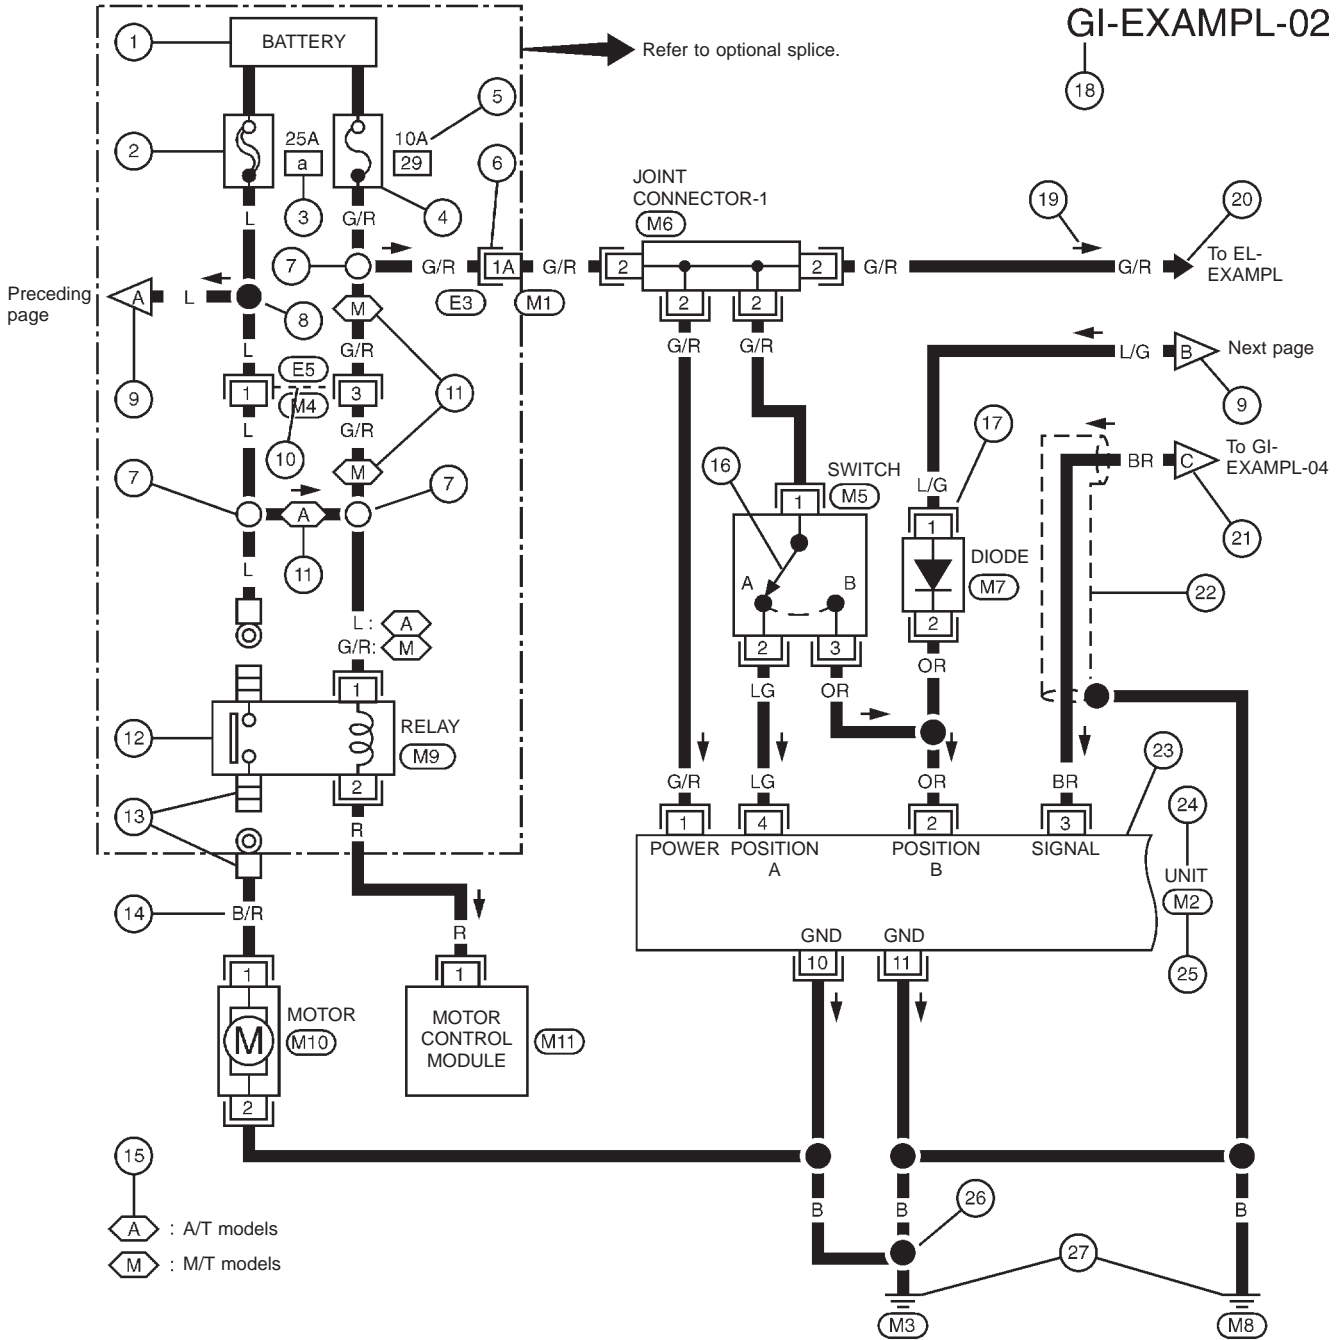 GI-EXAMPL-02
18
1
BATTERY
Refer to optional splice.
5
2
25A
a
10A
29
6
3
4
L
G/R
JOINT
CONNECTOR-1
M6
19
20
7
G/R
1A
G/R
2
2
G/R
G/R
To EL-
EXAMPL
E3
M1
Preceding
page
A
L
8
M
2
2
L
G/R
G/R
G/R
L/G
B
Next page
E5
1
3
M4
9
11
9
L
G/R
10
17
16
SWITCH
M5
BR
C
To GI-
EXAMPL-04
7
M
7
L/G
1
1
A
21
L
11
A
B
DIODE
M7
22
L :
A
G/R:
M
2
3
2
OR
1
LG
OR
12
RELAY
M9
23
2
G/R
LG
OR
BR
24
13
R
1
4
2
3
POWER
POSITION
A
POSITION
B
SIGNAL
UNIT
M2
14
B/R
R
GND
GND
10
11
25
1
1
MOTOR
M10
M
MOTOR
CONTROL
MODULE
M11
2
15
26
B
B
B
A
: A/T models
27
M
: M/T models
M3
M8